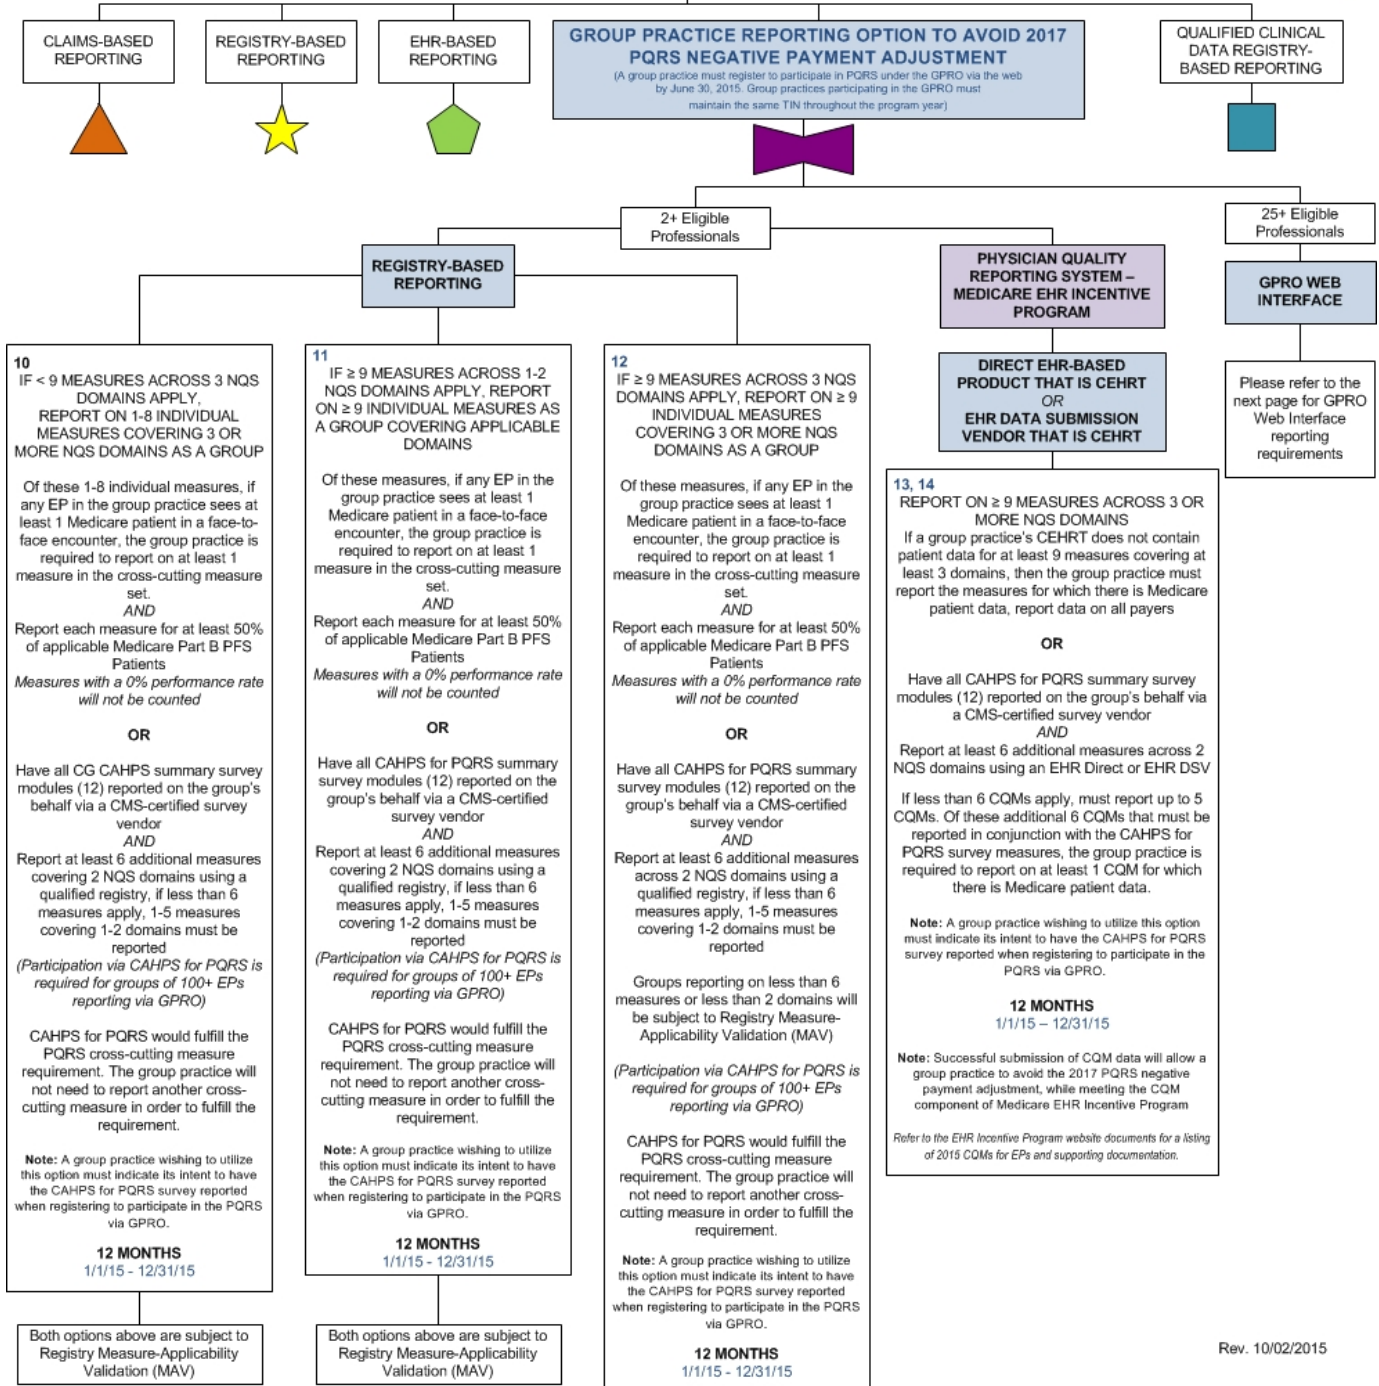 CLAIMS-BASED
REPORTING
REGISTRY-BASED
REPORTING
EHR-BASED
REPORTING
GROUP PRACTICE REPORTING OPTION TO AVOID 2017
PQRS NEGATIVE PAYMENT ADJUSTMENT
(A group practice must register to participate in PQRS under the GPRO via the web
by June 30, 2015. Group practices participating in the GPRO must
maintain the same TIN throughout the program year)
QUALIFIED CLINICAL
DATA REGISTRY-
BASED REPORTING
2+ Eligible
Professionals
25+ Eligible
Professionals
REGISTRY-BASED
REPORTING
PHYSICIAN QUALITY
REPORTING SYSTEM –
MEDICARE EHR INCENTIVE
PROGRAM
GPRO WEB
INTERFACE
10
IF < 9 MEASURES ACROSS 3 NQS
DOMAINS APPLY,
REPORT ON 1-8 INDIVIDUAL
MEASURES COVERING 3 OR
MORE NQS DOMAINS AS A GROUP
Of these 1-8 individual measures, if
any EP in the group practice sees at
least 1 Medicare patient in a face-to-
face encounter, the group practice is
required to report on at least 1
measure in the cross-cutting measure
set.
AND
Report each measure for at least 50%
of applicable Medicare Part B PFS
Patients
Measures with a 0% performance rate
will not be counted
OR
Have all CG CAHPS summary survey
modules (12) reported on the group's
behalf via a CMS-certified survey
vendor
AND
Report at least 6 additional measures
covering 2 NQS domains using a
qualified registry, if less than 6
measures apply, 1-5 measures
covering 1-2 domains must be
reported
(Participation via CAHPS for PQRS is
required for groups of 100+ EPs
reporting via GPRO)
CAHPS for PQRS would fulfill the
PQRS cross-cutting measure
requirement. The group practice will
not need to report another cross-
cutting measure in order to fulfill the
requirement.
Note: A group practice wishing to utilize
this option must indicate its intent to have
the CAHPS for PQRS survey reported
when registering to participate in the PQRS
via GPRO.
12 MONTHS
1/1/15 - 12/31/15
Both options above are subject to
Registry Measure-Applicability
Validation (MAV)
11
IF ≥ 9 MEASURES ACROSS 1-2
NQS DOMAINS APPLY, REPORT
ON ≥ 9 INDIVIDUAL MEASURES AS
A GROUP COVERING APPLICABLE
DOMAINS
Of these measures, if any EP in the
group practice sees at least 1
Medicare patient in a face-to-face
encounter, the group practice is
required to report on at least 1
measure in the cross-cutting measure
set.
AND
Report each measure for at least 50%
of applicable Medicare Part B PFS
Patients
Measures with a 0% performance rate
will not be counted
OR
Have all CAHPS for PQRS summary
survey modules (12) reported on the
group's behalf via a CMS-certified
survey vendor
AND
Report at least 6 additional measures
covering 2 NQS domains using a
qualified registry, if less than 6
measures apply, 1-5 measures
covering 1-2 domains must be
reported
(Participation via CAHPS for PQRS is
required for groups of 100+ EPs
reporting via GPRO)
CAHPS for PQRS would fulfill the
PQRS cross-cutting measure
requirement. The group practice will
not need to report another cross-
cutting measure in order to fulfill the
requirement.
Note: A group practice wishing to utilize
this option must indicate its intent to have
the CAHPS for PQRS survey reported
when registering to participate in the PQRS
via GPRO.
12 MONTHS
1/1/15 - 12/31/15
Both options above are subject to
Registry Measure-Applicability
Validation (MAV)
12
IF ≥ 9 MEASURES ACROSS 3 NQS
DOMAINS APPLY, REPORT ON ≥ 9
INDIVIDUAL MEASURES
COVERING 3 OR MORE NQS
DOMAINS AS A GROUP
Of these measures, if any EP in the
group practice sees at least 1
Medicare patient in a face-to-face
encounter, the group practice is
required to report on at least 1
measure in the cross-cutting measure
set.
AND
Report each measure for at least 50%
of applicable Medicare Part B PFS
Patients
Measures with a 0% performance rate
will not be counted
OR
Have all CAHPS for PQRS summary
survey modules (12) reported on the
group's behalf via a CMS-certified
survey vendor
AND
Report at least 6 additional measures
across 2 NQS domains using a
qualified registry, if less than 6
measures apply, 1-5 measures
covering 1-2 domains must be
reported
Groups reporting on less than 6
measures or less than 2 domains will
be subject to Registry Measure-
Applicability Validation (MAV)
(Participation via CAHPS for PQRS is
required for groups of 100+ EPs
reporting via GPRO)
CAHPS for PQRS would fulfill the
PQRS cross-cutting measure
requirement. The group practice will
not need to report another cross-
cutting measure in order to fulfill the
requirement.
Note: A group practice wishing to utilize
this option must indicate its intent to have
the CAHPS for PQRS survey reported
when registering to participate in the PQRS
via GPRO.
12 MONTHS
1/1/15 - 12/31/15
DIRECT EHR-BASED
PRODUCT THAT IS CEHRT
OR
EHR DATA SUBMISSION
VENDOR THAT IS CEHRT
13, 14
REPORT ON ≥ 9 MEASURES ACROSS 3 OR
MORE NQS DOMAINS
If a group practice's CEHRT does not contain
patient data for at least 9 measures covering at
least 3 domains, then the group practice must
report the measures for which there is Medicare
patient data, report data on all payers
OR
Have all CAHPS for PQRS summary survey
modules (12) reported on the group's behalf via
a CMS-certified survey vendor
AND
Report at least 6 additional measures across 2
NQS domains using an EHR Direct or EHR DSV
If less than 6 CQMs apply, must report up to 5
CQMs. Of these additional 6 CQMs that must be
reported in conjunction with the CAHPS for
PQRS survey measures, the group practice is
required to report on at least 1 CQM for which
there is Medicare patient data.
Note: A group practice wishing to utilize this option
must indicate its intent to have the CAHPS for PQRS
survey reported when registering to participate in the
PQRS via GPRO.
12 MONTHS
1/1/15 – 12/31/15
Note: Successful submission of CQM data will allow a
group practice to avoid the 2017 PQRS negative
payment adjustment, while meeting the CQM
component of Medicare EHR Incentive Program
Refer to the EHR Incentive Program website documents for a listing
of 2015 CQMs for EPs and supporting documentation.
Please refer to the
next page for GPRO
Web Interface
reporting
requirements
Rev. 10/02/2015